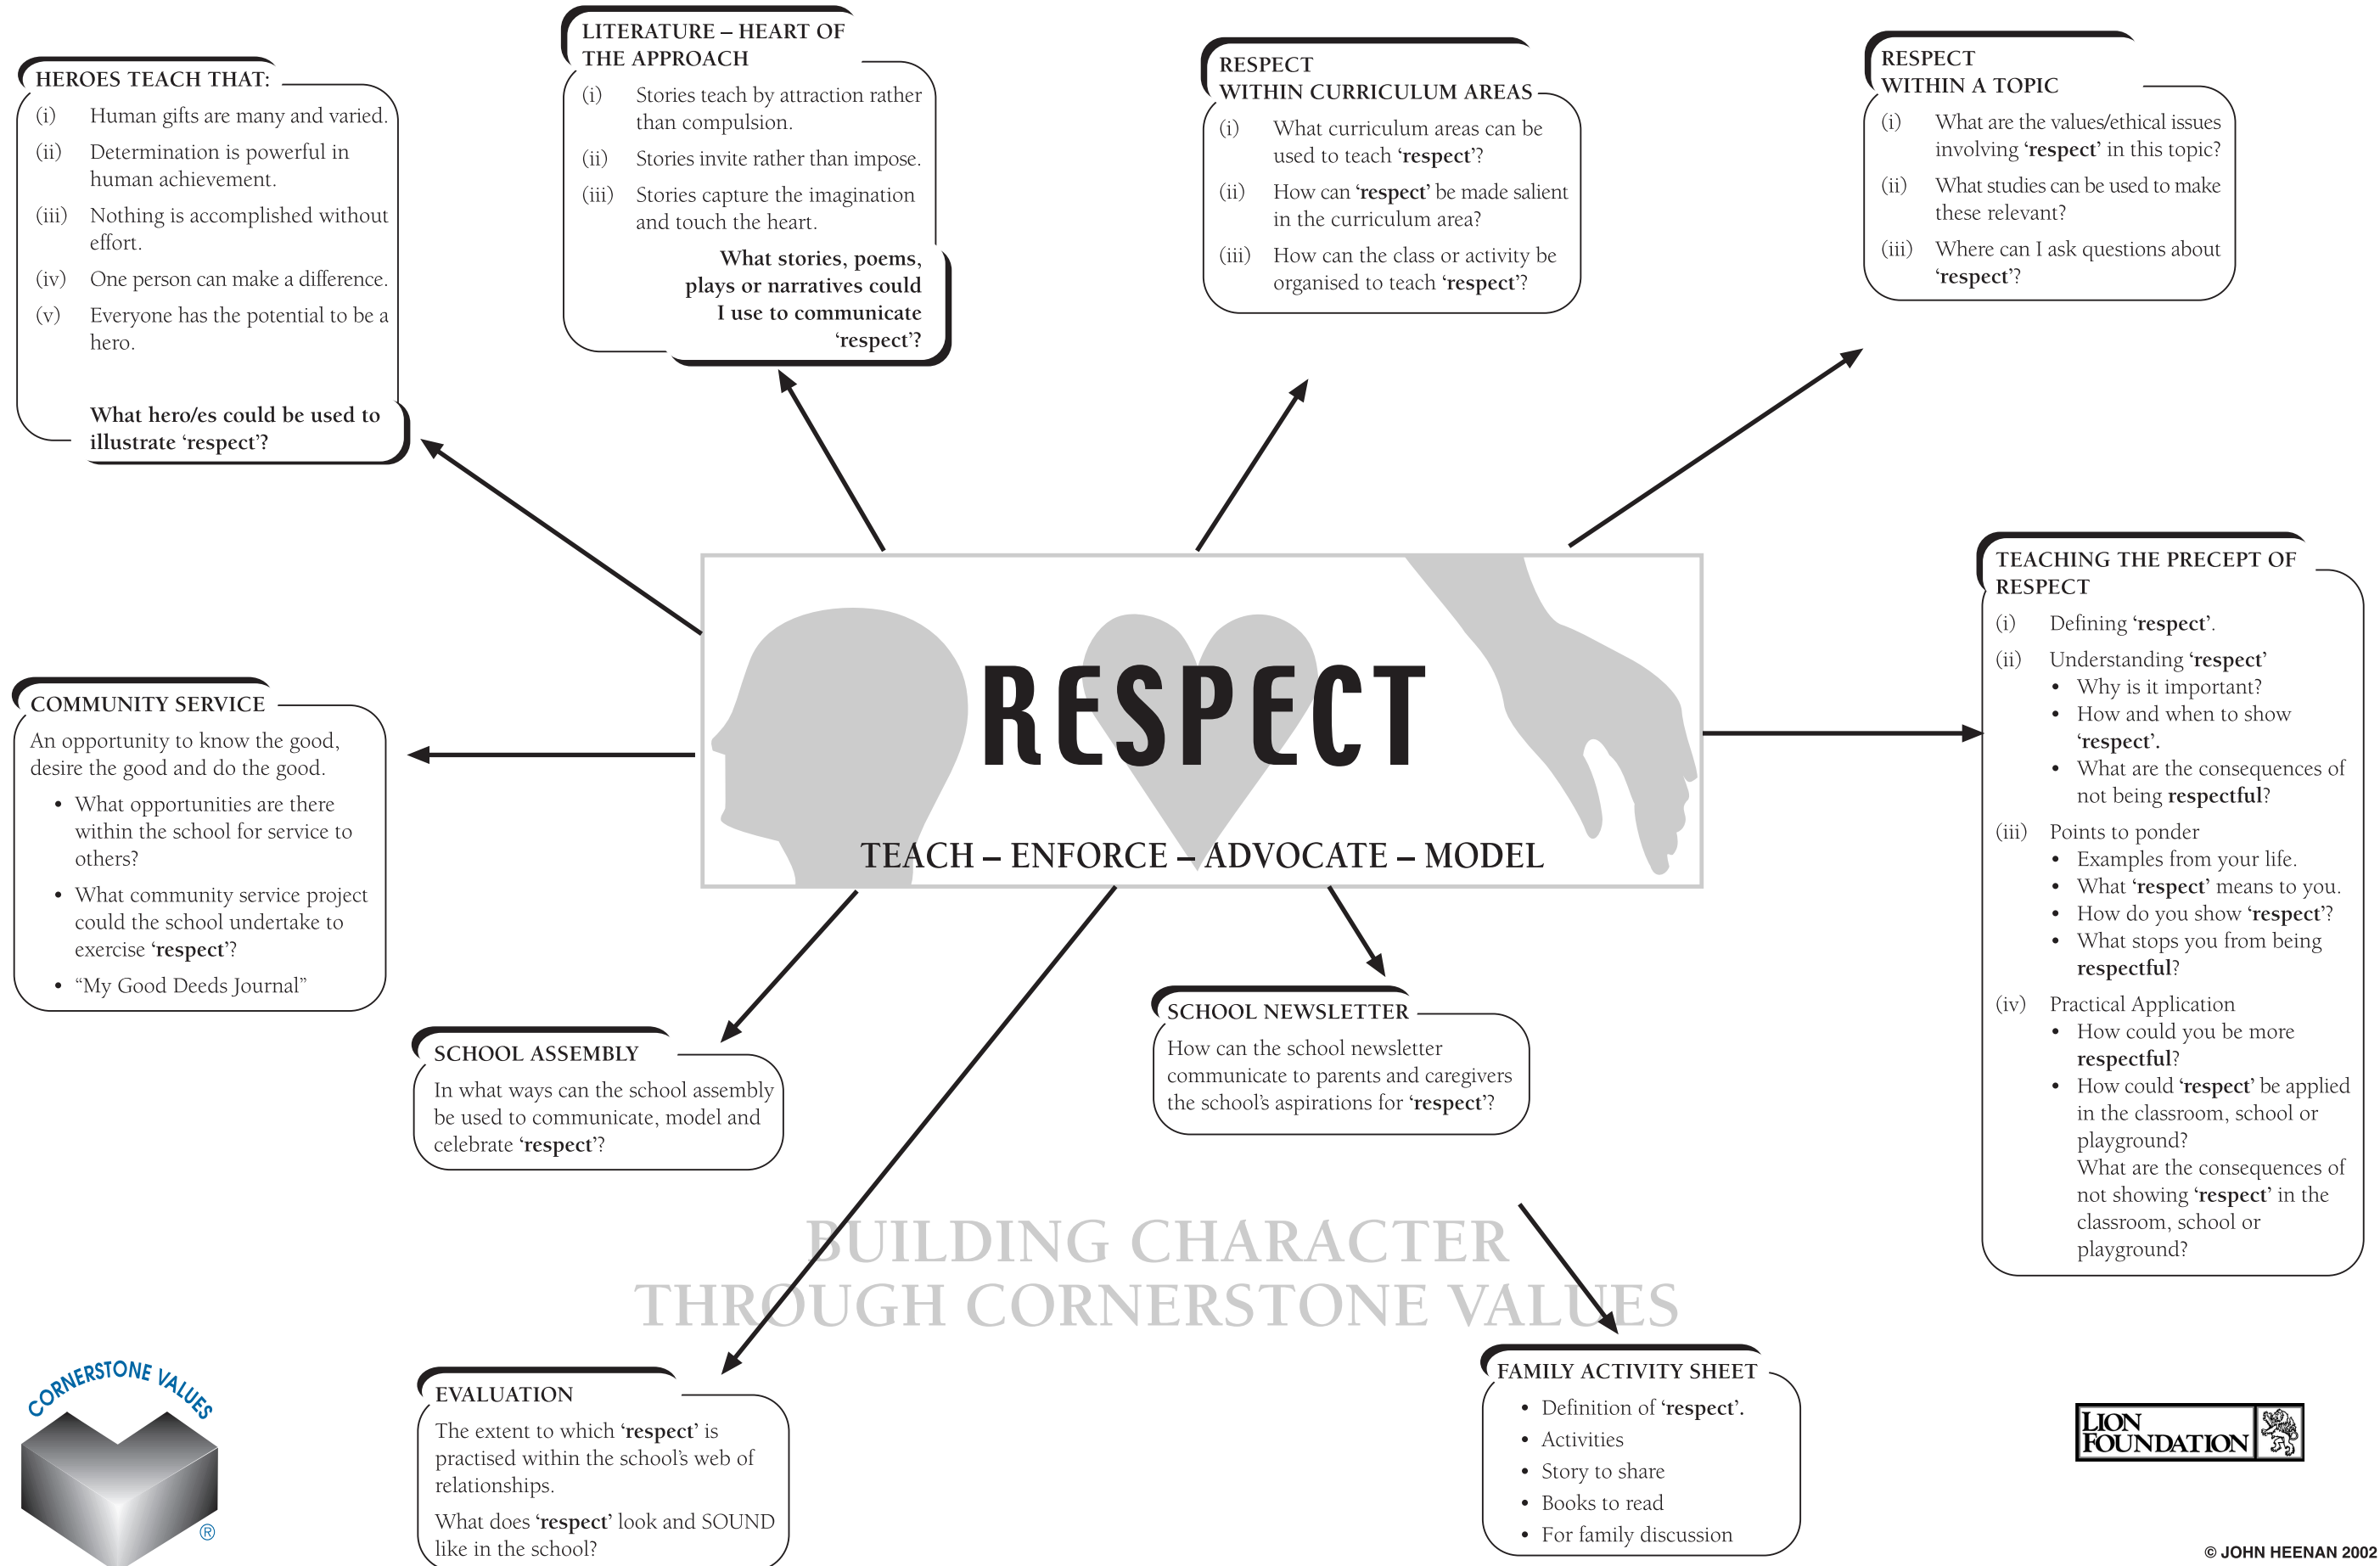 HEROES TEACH THAT:
(i) Human gifts are many and varied.
(ii) Determination is powerful in
human achievement.
(iii) Nothing is accomplished without
effort.
(iv) One person can make a difference.
(v) Everyone has the potential to be a
hero.
What hero/es could be used to
illustrate ‘respect’?
LITERATURE – HEART OF
THE APPROACH
(i) Stories teach by attraction rather
than compulsion.
(ii) Stories invite rather than impose.
(iii) Stories capture the imagination
and touch the heart.
What stories, poems,
plays or narratives could
I use to communicate
‘respect’?
RESPECT
WITHIN CURRICULUM AREAS
(i) What curriculum areas can be
used to teach ‘respect’?
(ii) How can ‘respect’ be made salient
in the curriculum area?
(iii) How can the class or activity be
organised to teach ‘respect’?
RESPECT
WITHIN A TOPIC
(i) What are the values/ethical issues
involving ‘respect’ in this topic?
(ii) What studies can be used to make
these relevant?
(iii) Where can I ask questions about
‘respect’?
RESPECT
TEACH – ENFORCE – ADVOCATE – MODEL
TEACHING THE PRECEPT OF
RESPECT
(i) Defining ‘respect’.
(ii) Understanding ‘respect’
• Why is it important?
• How and when to show
‘respect’.
• What are the consequences of
not being respectful?
(iii) Points to ponder
• Examples from your life.
• What ‘respect’ means to you.
• How do you show ‘respect’?
• What stops you from being
respectful?
(iv) Practical Application
• How could you be more
respectful?
• How could ‘respect’ be applied
in the classroom, school or
playground?
What are the consequences of
not showing ‘respect’ in the
classroom, school or
playground?
COMMUNITY SERVICE
An opportunity to know the good,
desire the good and do the good.
• What opportunities are there
within the school for service to
others?
• What community service project
could the school undertake to
exercise ‘respect’?
• “My Good Deeds Journal”
SCHOOL ASSEMBLY
In what ways can the school assembly
be used to communicate, model and
celebrate ‘respect’?
SCHOOL NEWSLETTER
How can the school newsletter
communicate to parents and caregivers
the school’s aspirations for ‘respect’?
BUILDING CHARACTER
THROUGH CORNERSTONE VALUES
EVALUATION
The extent to which ‘respect’ is
practised within the school’s web of
relationships.
What does ‘respect’ look and SOUND
like in the school?
FAMILY ACTIVITY SHEET
• Definition of ‘respect’.
• Activities
• Story to share
• Books to read
• For family discussion
CORNERSTONE VALUES
®
LION
FOUNDATION
© JOHN HEENAN 2002